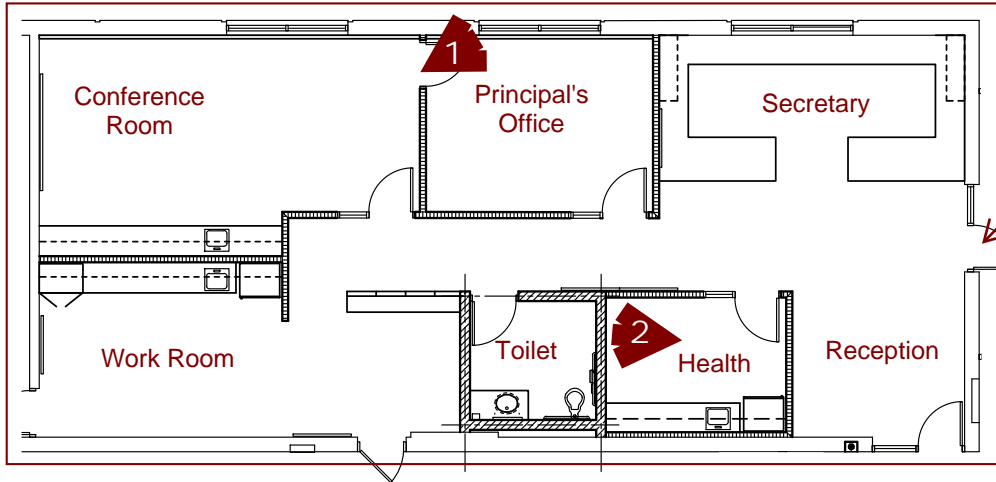 1
Conference
Room
Principal's
Office
Secretary
Work Room
Toilet
2
Health
Reception